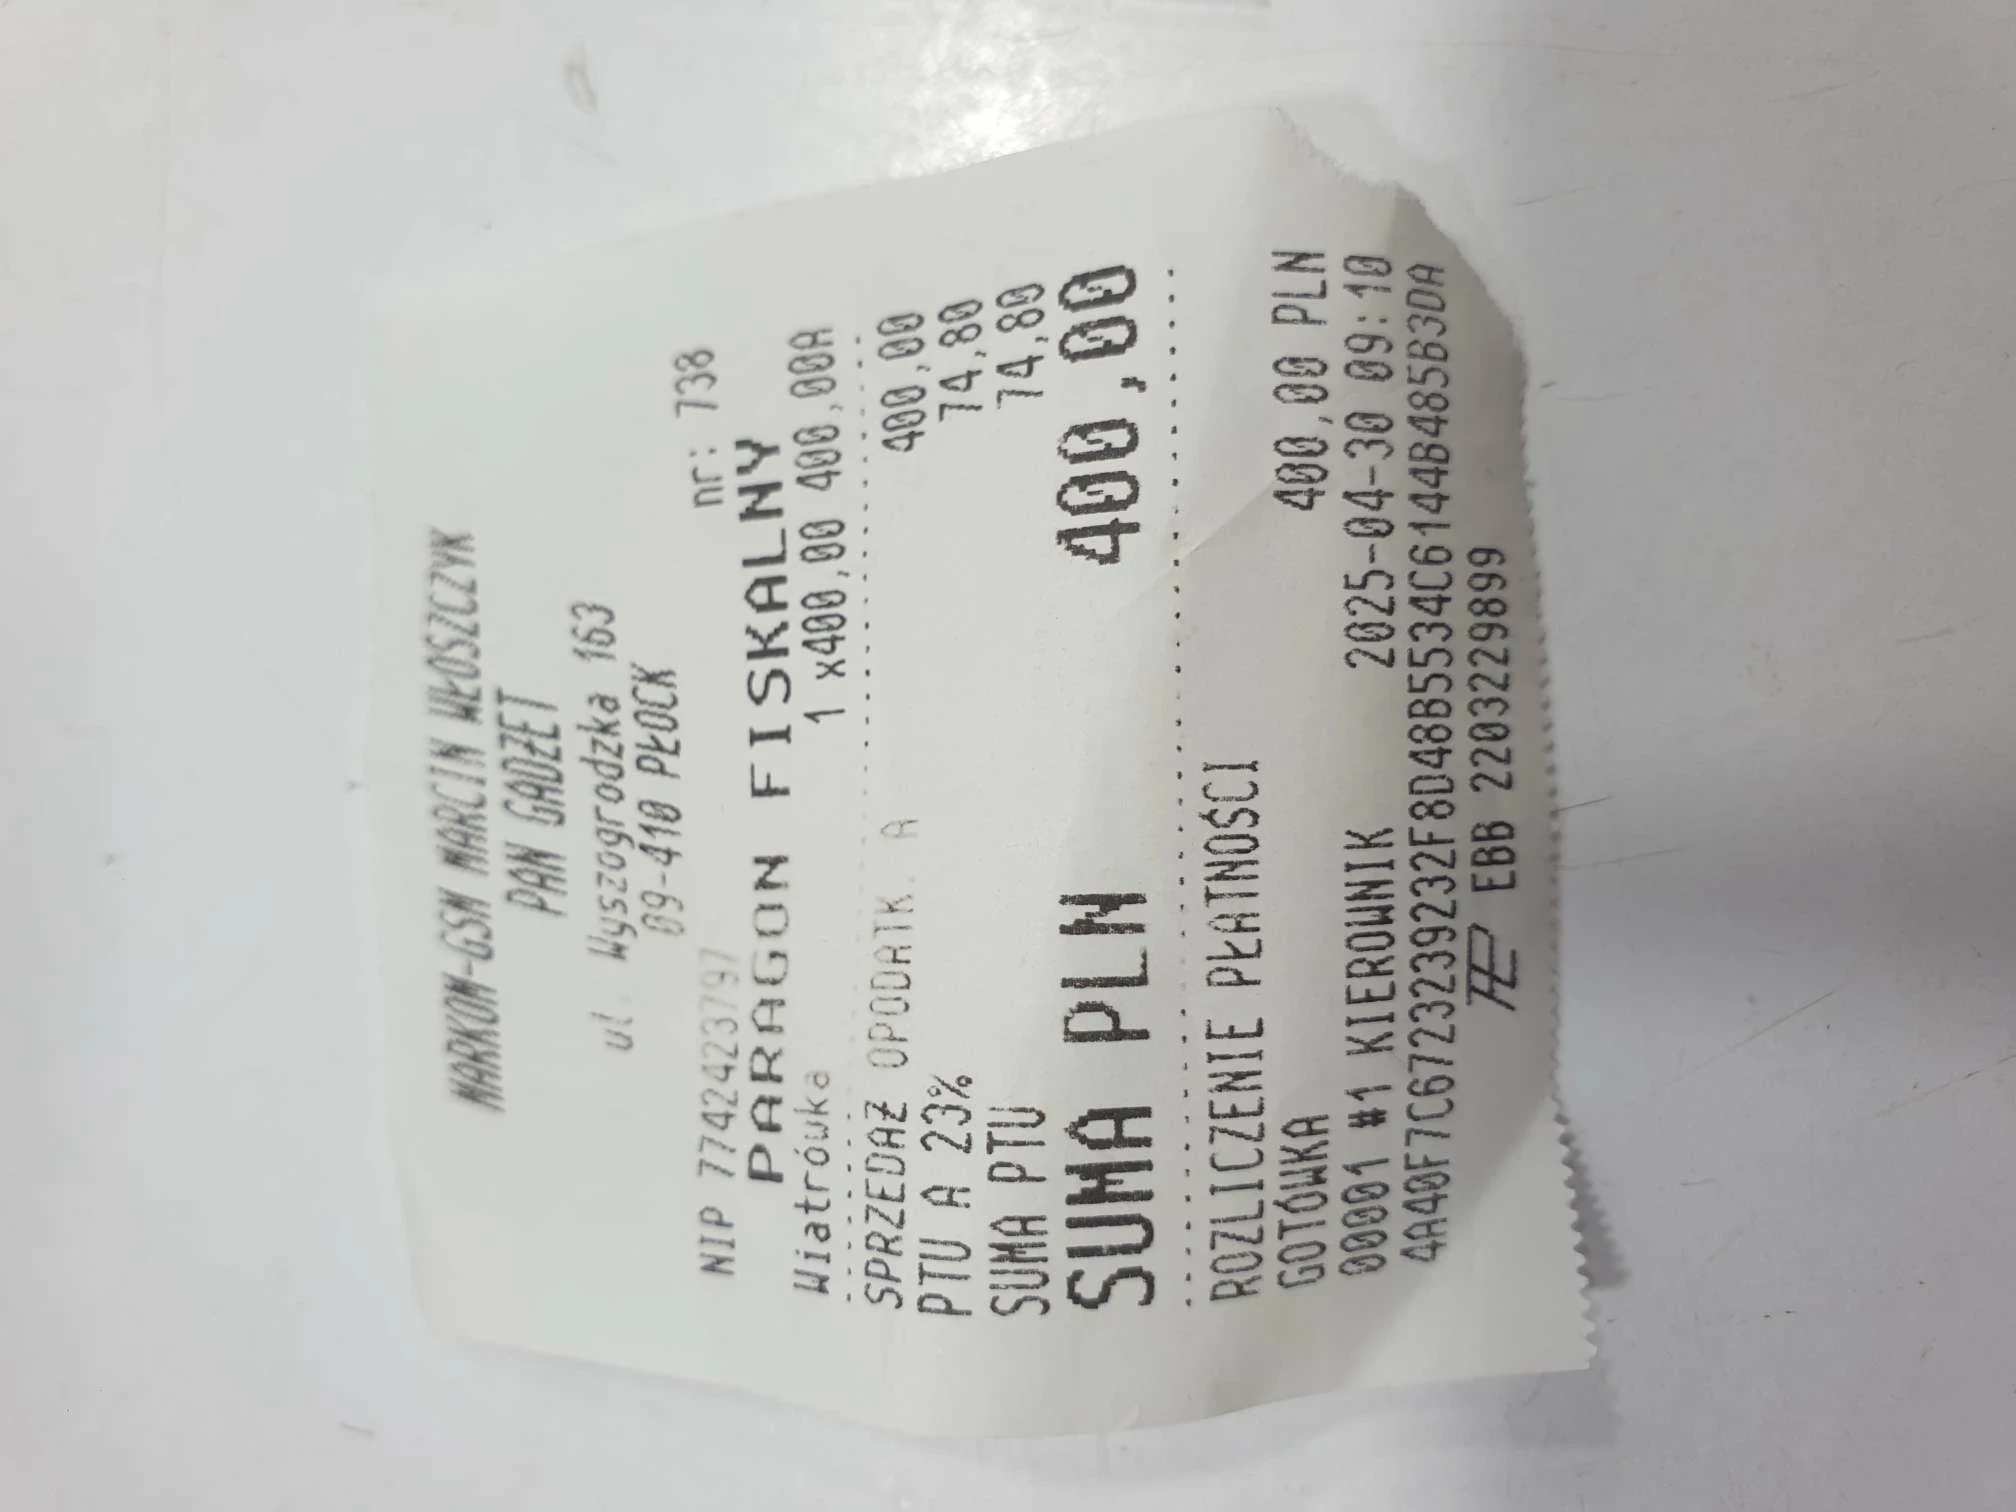 MARKOM-GSM MARCIN WŁOSZCZYK
PAN GADŻET
ul. Wyszogrodzka 163
09-410 PŁOCK
NIP 7742423797 nr: 738
PARAGON FISKALNY
Wiatrówka 1 x400,00 400,00A
SPRZEDAŻ OPODATK. A 400,00
PTU A 23% 74,80
SUMA PTU 74,80
SUMA PLN 400,00
ROZLICZENIE PŁATNOŚCI
GOTÓWKA 400,00 PLN
00001 #1 KIEROWNIK 2025-04-30 09:10
4A40F7C6723239232F8D48B5534C6144B485B3DA
EBB 2203229899